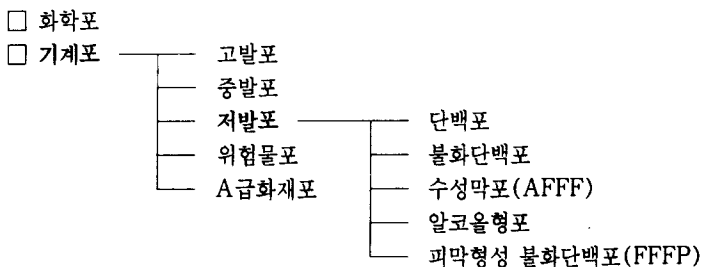 화학포
기계포 고발포
중발포
저발포 단백포
위험물포 불화단백포
A급화재포 수성막포(AFFF)
알코올형포
피막형성 불화단백포(FFFP)